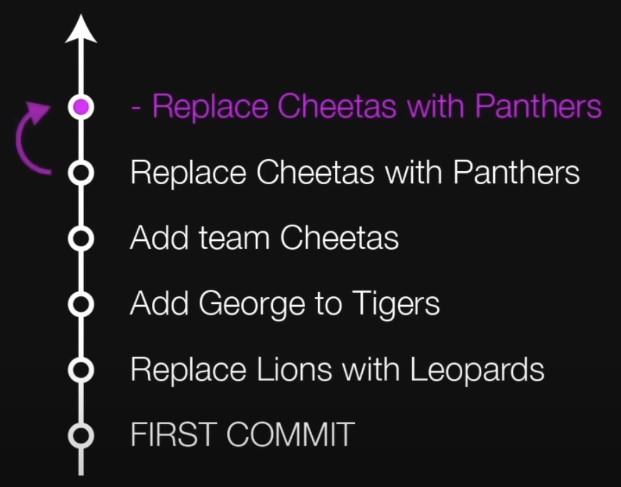 - Replace Cheetas with Panthers
Replace Cheetas with Panthers
Add team Cheetas
Add George to Tigers
Replace Lions with Leopards
FIRST COMMIT